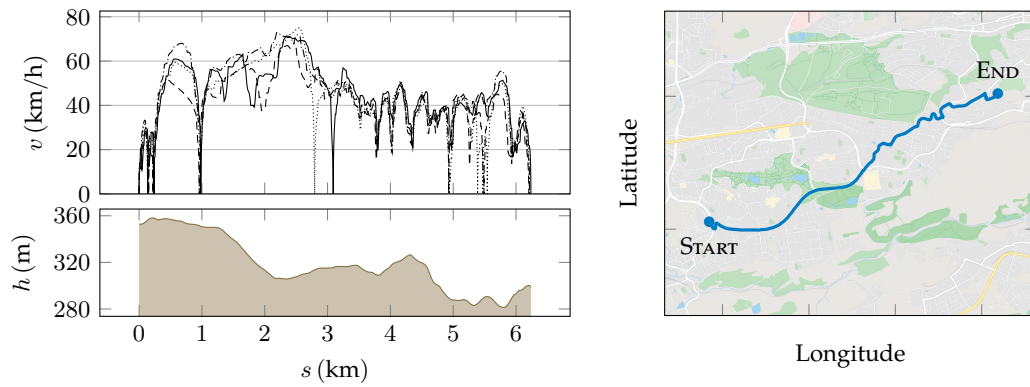 80
60
40
20
0
v (km/h)
360
320
280
h (m)
0 1 2 3 4 5 6
s (km)
END
START
Latitude
Longitude